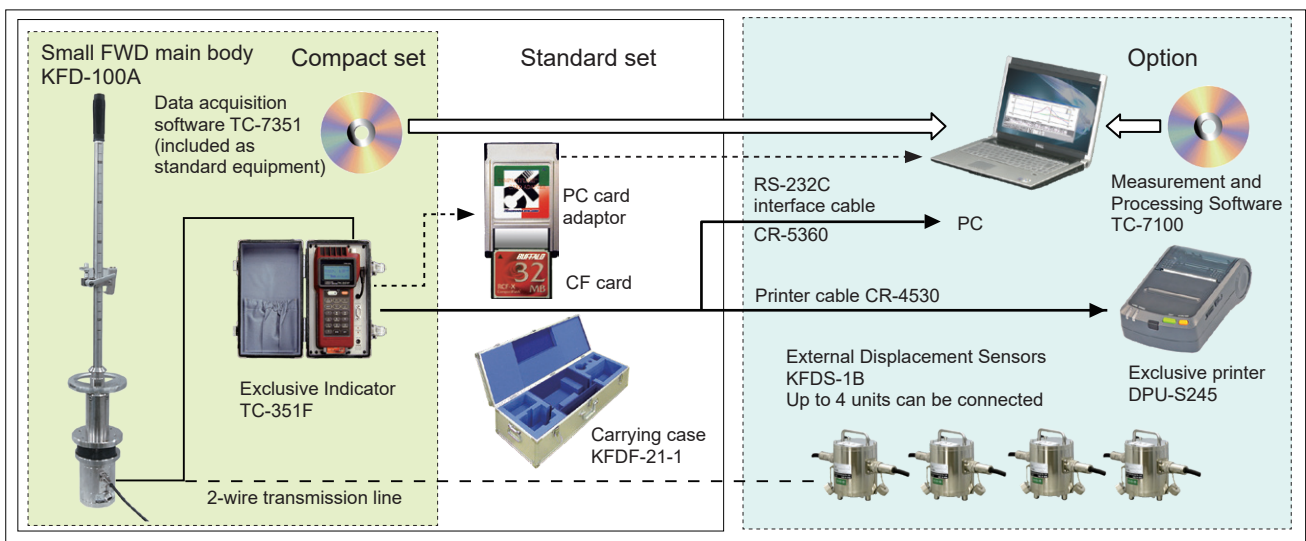 Small FWD main body
KFD-100A
Compact set
Data acquisition
software TC-7351
(included as
standard equipment)
Exclusive Indicator
TC-351F
2-wire transmission line
Standard set
PC card
adaptor
BUFFALO
32
MB
CF card
Carrying case
KFDF-21-1
Option
RS-232C
interface cable
CR-5360
PC
Measurement and
Processing Software
TC-7100
Printer cable CR-4530
External Displacement Sensors
KFDS-1B
Up to 4 units can be connected
Exclusive printer
DPU-S245